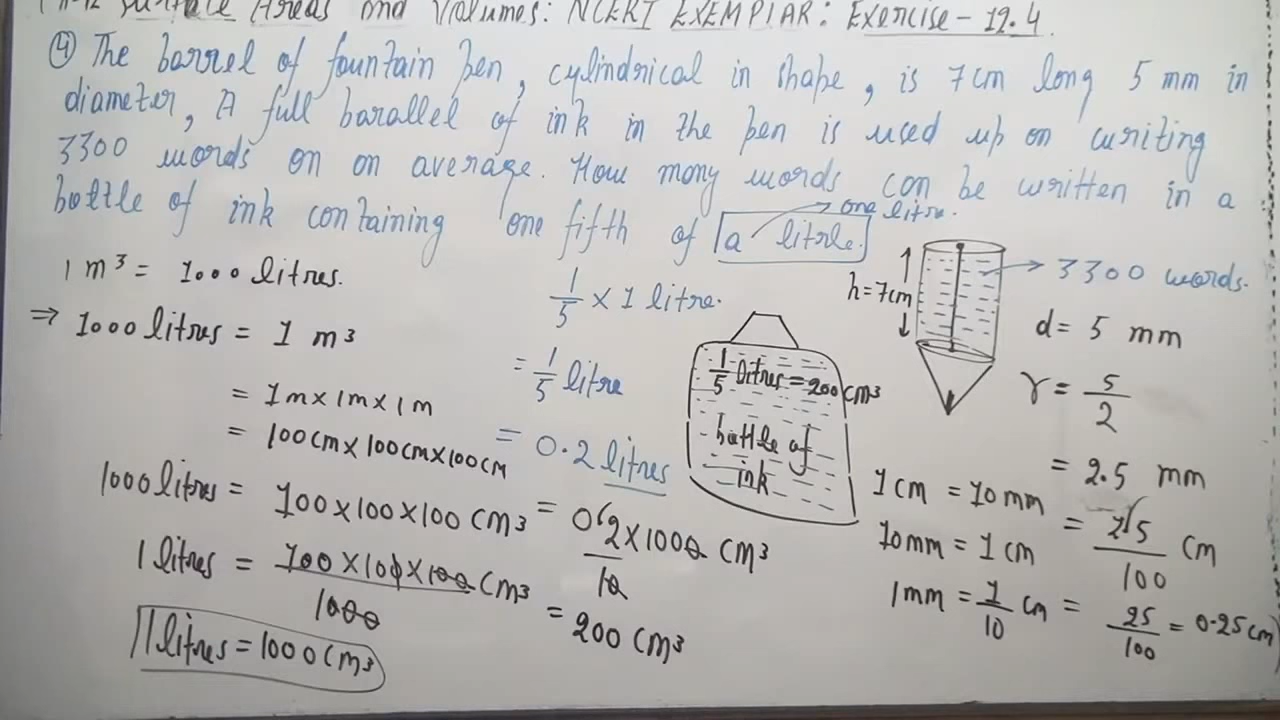 Surface Areas and Volumes: NCERT EXEMPLAR: Exercise - 12.4
④ The barrel of fountain pen, cylindrical in shape, is 7cm long 5 mm in
diameter, A full barallel of ink in the pen is used up on writing
3300 words on on average. How many words can be written in a
bottle of ink containing one fifth of a litrle.
→ one litre.
1 m³ = 1000 litres.
⇒ 1000 litres = 1 m³
= 1m × 1m × 1m
= 100cm × 100cm × 100cm
1000 litres = 100 × 100 × 100 cm³
1 litres = 100 × 100 × 100 cm³ / 1000
1 litres = 1000 cm³
1/5 × 1 litre.
= 1/5 litre
= 0.2 litres
= 02 × 1000 cm³ / 10
= 200 cm³
1/5 litres = 200 cm³
bottle of
ink
h = 7cm
→ 3300 words.
d = 5 mm
r = 5/2
= 2.5 mm
1 cm = 10 mm
10 mm = 1 cm
1 mm = 1/10 cm
= 25/100 cm
= 25/100 = 0.25 cm